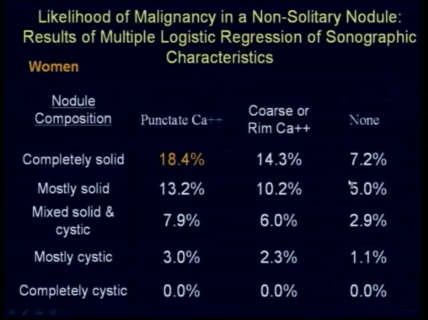 Likelihood of Malignancy in a Non-Solitary Nodule:
Results of Multiple Logistic Regression of Sonographic
Characteristics
Women
Nodule Composition Punctate Ca++ Coarse or Rim Ca++ None
Completely solid 18.4% 14.3% 7.2%
Mostly solid 13.2% 10.2% 5.0%
Mixed solid & cystic 7.9% 6.0% 2.9%
Mostly cystic 3.0% 2.3% 1.1%
Completely cystic 0.0% 0.0% 0.0%